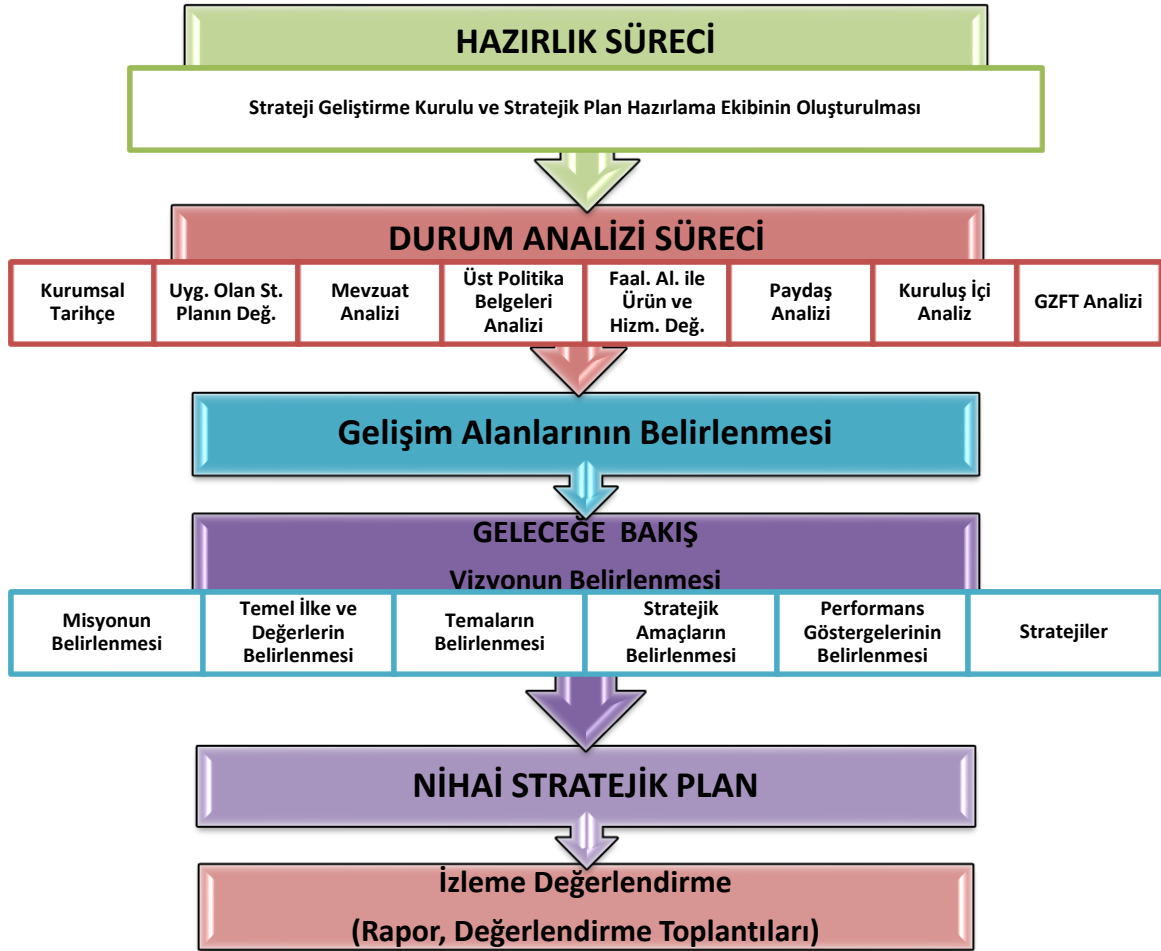 HAZIRLIK SÜRECİ
Strateji Geliştirme Kurulu ve Stratejik Plan Hazırlama Ekibinin Oluşturulması
DURUM ANALİZİ SÜRECİ
Kurumsal
Tarihçe
Uyg. Olan St.
Planın Değ.
Mevzuat
Analizi
Üst Politika
Belgeleri
Analizi
Faal. Al. ile
Ürün ve
Hizm. Değ.
Paydaş
Analizi
Kuruluş İçi
Analiz
GZFT Analizi
Gelişim Alanlarının Belirlenmesi
GELECEĞE BAKIŞ
Vizyonun Belirlenmesi
Misyonun
Belirlenmesi
Temel İlke ve
Değerlerin
Belirlenmesi
Temaların
Belirlenmesi
Stratejik
Amaçların
Belirlenmesi
Performans
Göstergelerinin
Belirlenmesi
Stratejiler
NİHAİ STRATEJİK PLAN
İzleme Değerlendirme
(Rapor, Değerlendirme Toplantıları)